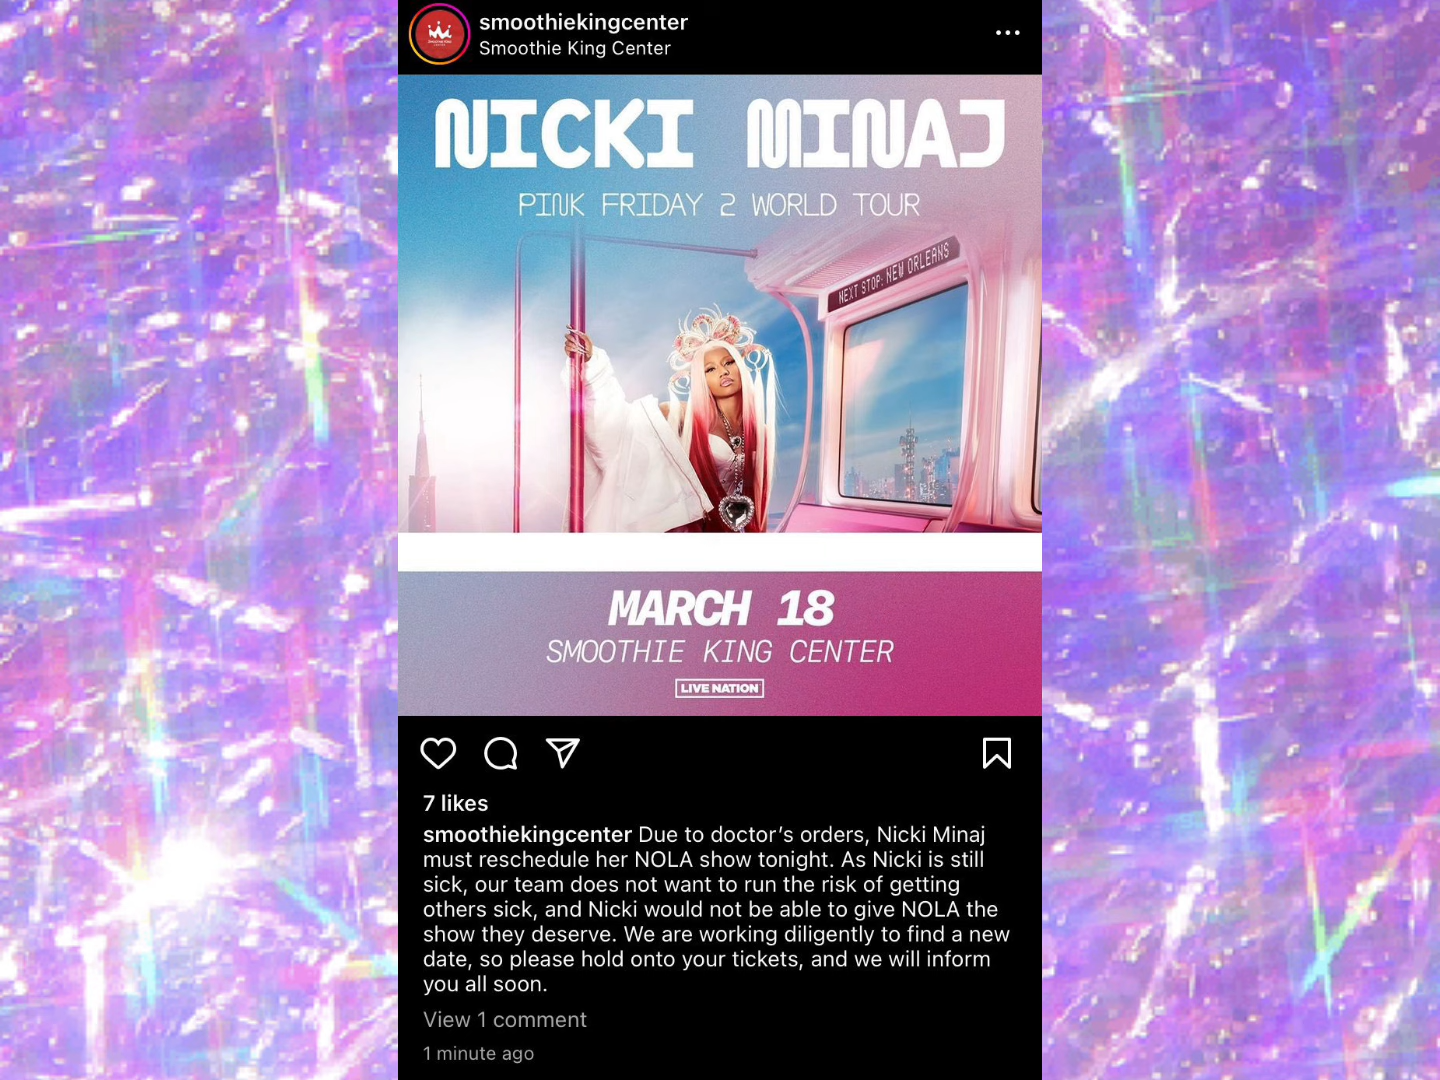 smoothiekingcenter
Smoothie King Center
NICKI MINAJ
PINK FRIDAY 2 WORLD TOUR
NEXT STOP: NEW ORLEANS
MARCH 18
SMOOTHIE KING CENTER
LIVE NATION
7 likes
smoothiekingcenter Due to doctor’s orders, Nicki Minaj
must reschedule her NOLA show tonight. As Nicki is still
sick, our team does not want to run the risk of getting
others sick, and Nicki would not be able to give NOLA the
show they deserve. We are working diligently to find a new
date, so please hold onto your tickets, and we will inform
you all soon.
View 1 comment
1 minute ago